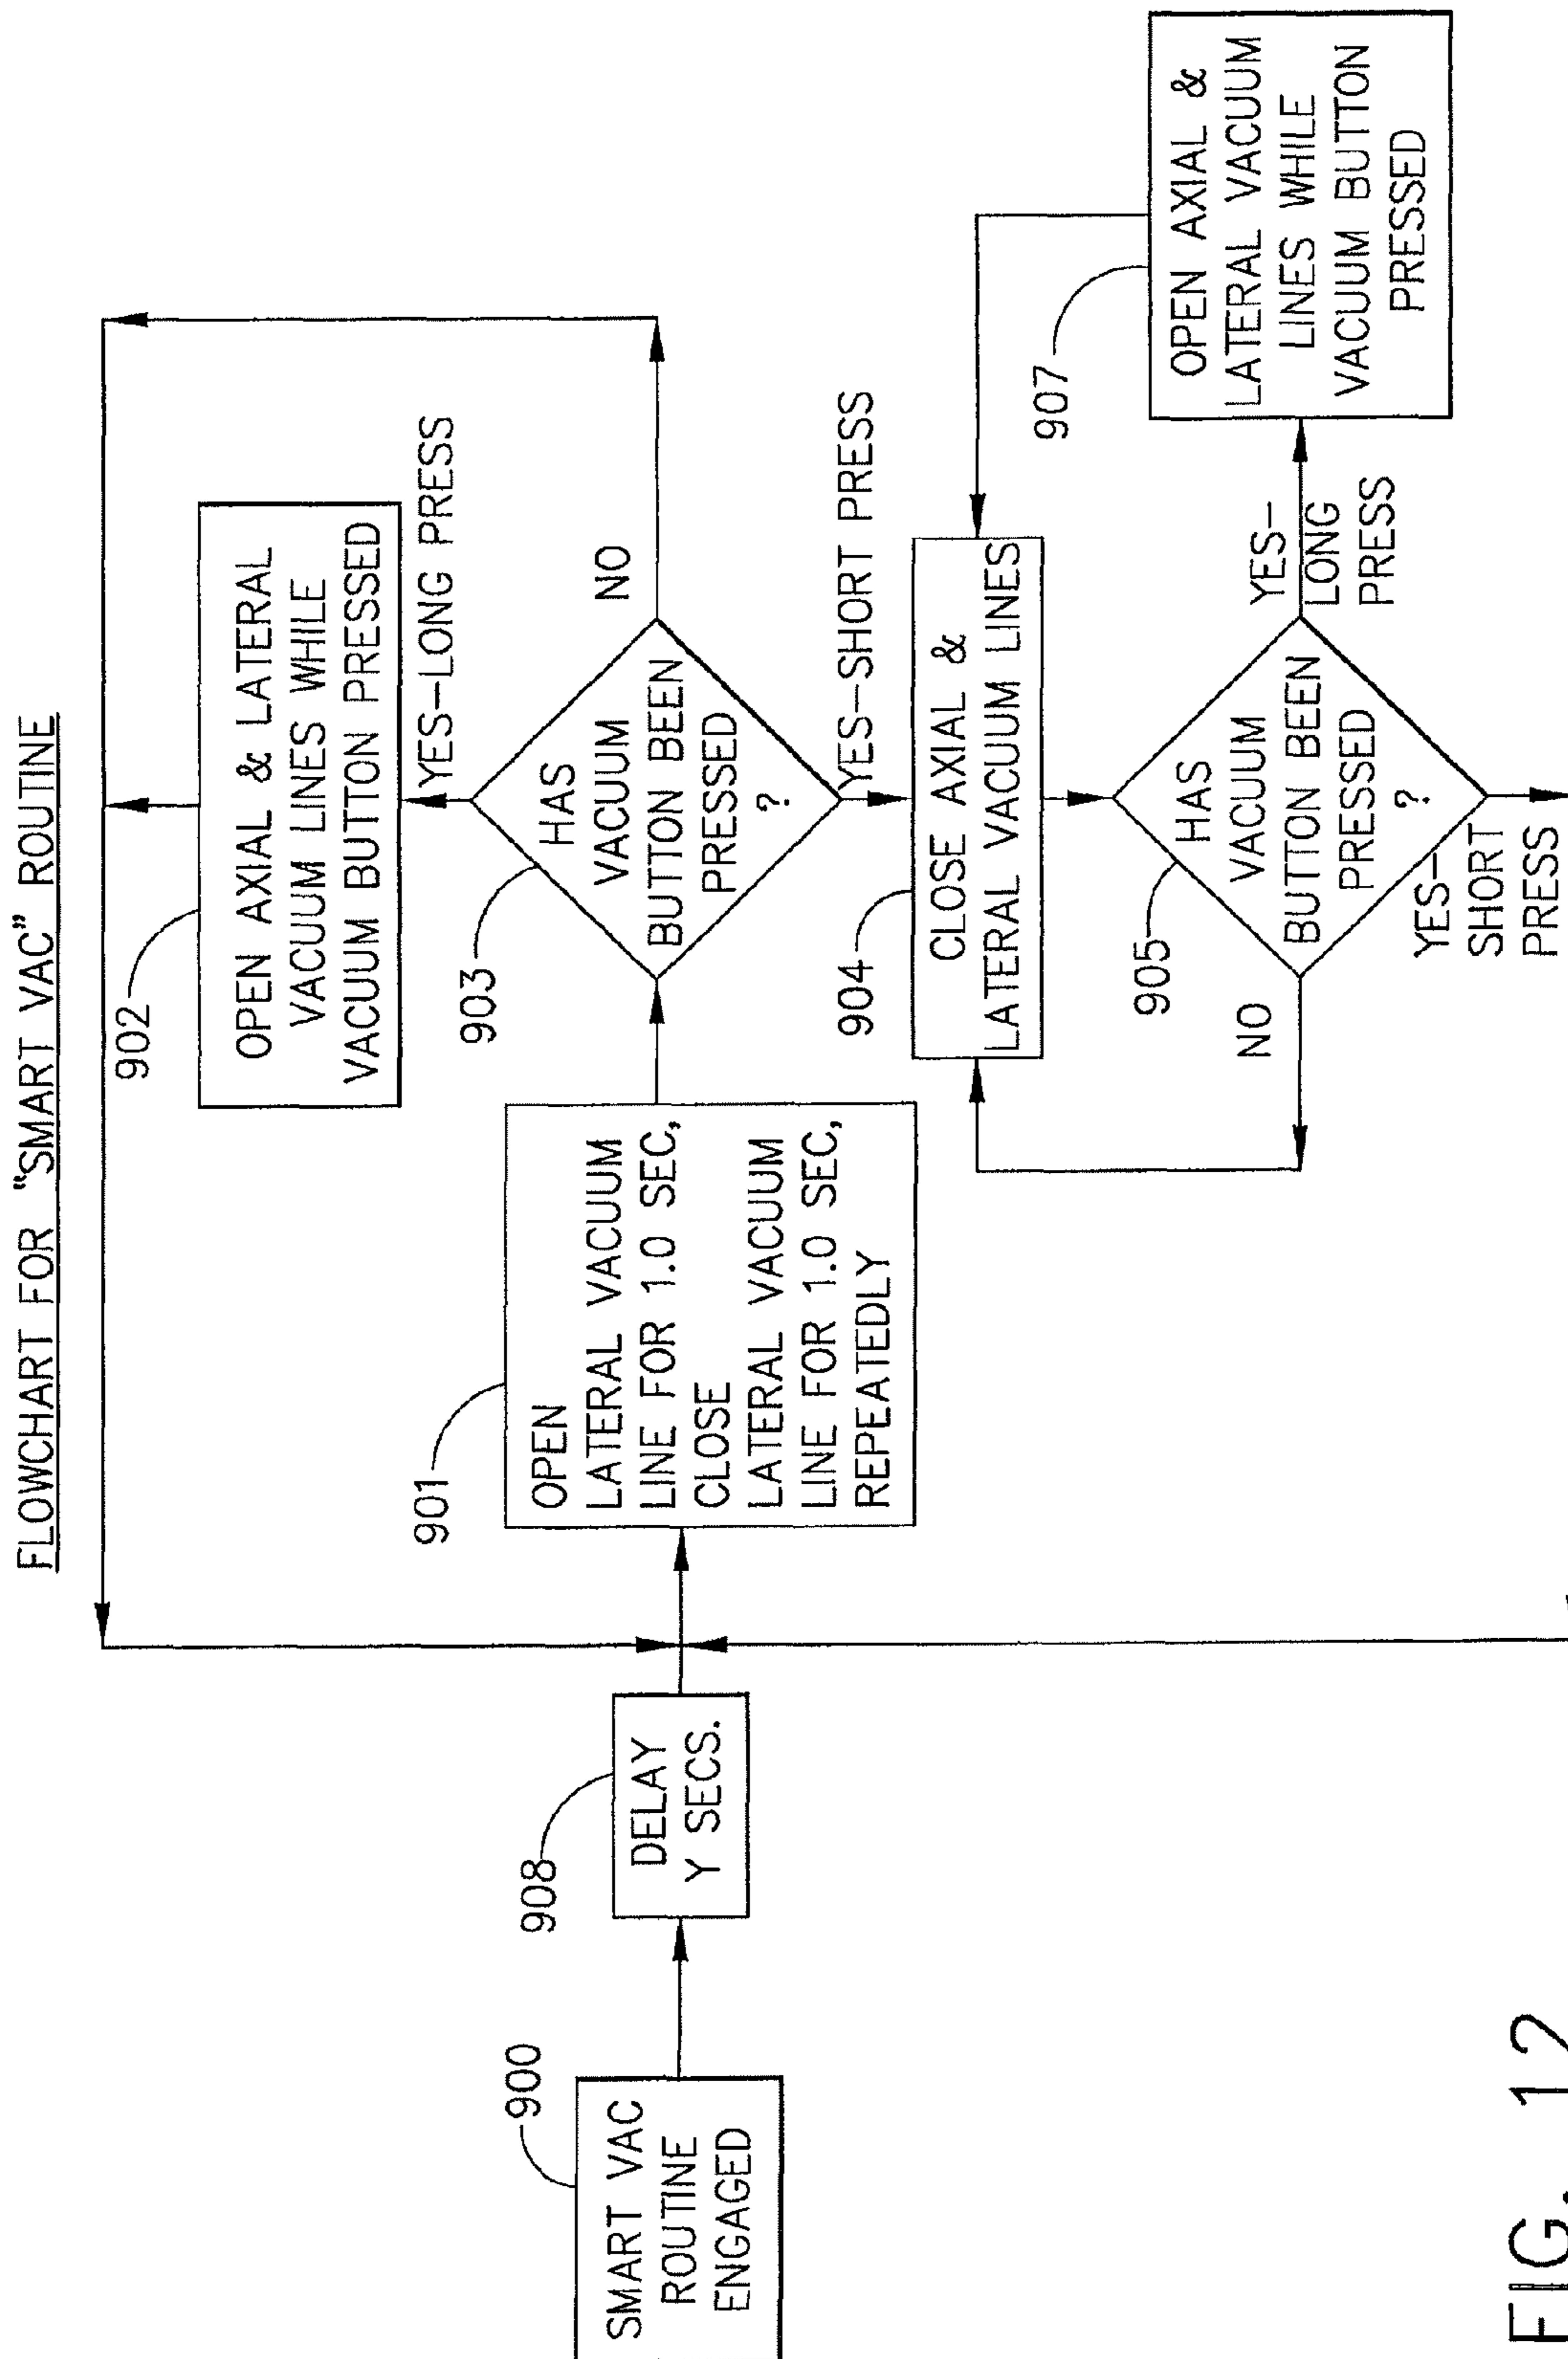 FLOWCHART FOR "SMART VAC" ROUTINE
900
SMART VAC
ROUTINE
ENGAGED
908
DELAY
Y SECS.
901
OPEN
LATERAL VACUUM
LINE FOR 1.0 SEC,
CLOSE
LATERAL VACUUM
LINE FOR 1.0 SEC,
REPEATEDLY
902
OPEN AXIAL & LATERAL
VACUUM LINES WHILE
VACUUM BUTTON PRESSED
YES-LONG PRESS
903
HAS
VACUUM
BUTTON BEEN
PRESSED
?
NO
YES-SHORT PRESS
904
CLOSE AXIAL &
LATERAL VACUUM LINES
905
HAS
VACUUM
BUTTON BEEN
PRESSED
?
NO
YES-
LONG
PRESS
YES-
SHORT
PRESS
907
OPEN AXIAL &
LATERAL VACUUM
LINES WHILE
VACUUM BUTTON
PRESSED
FIG. 12